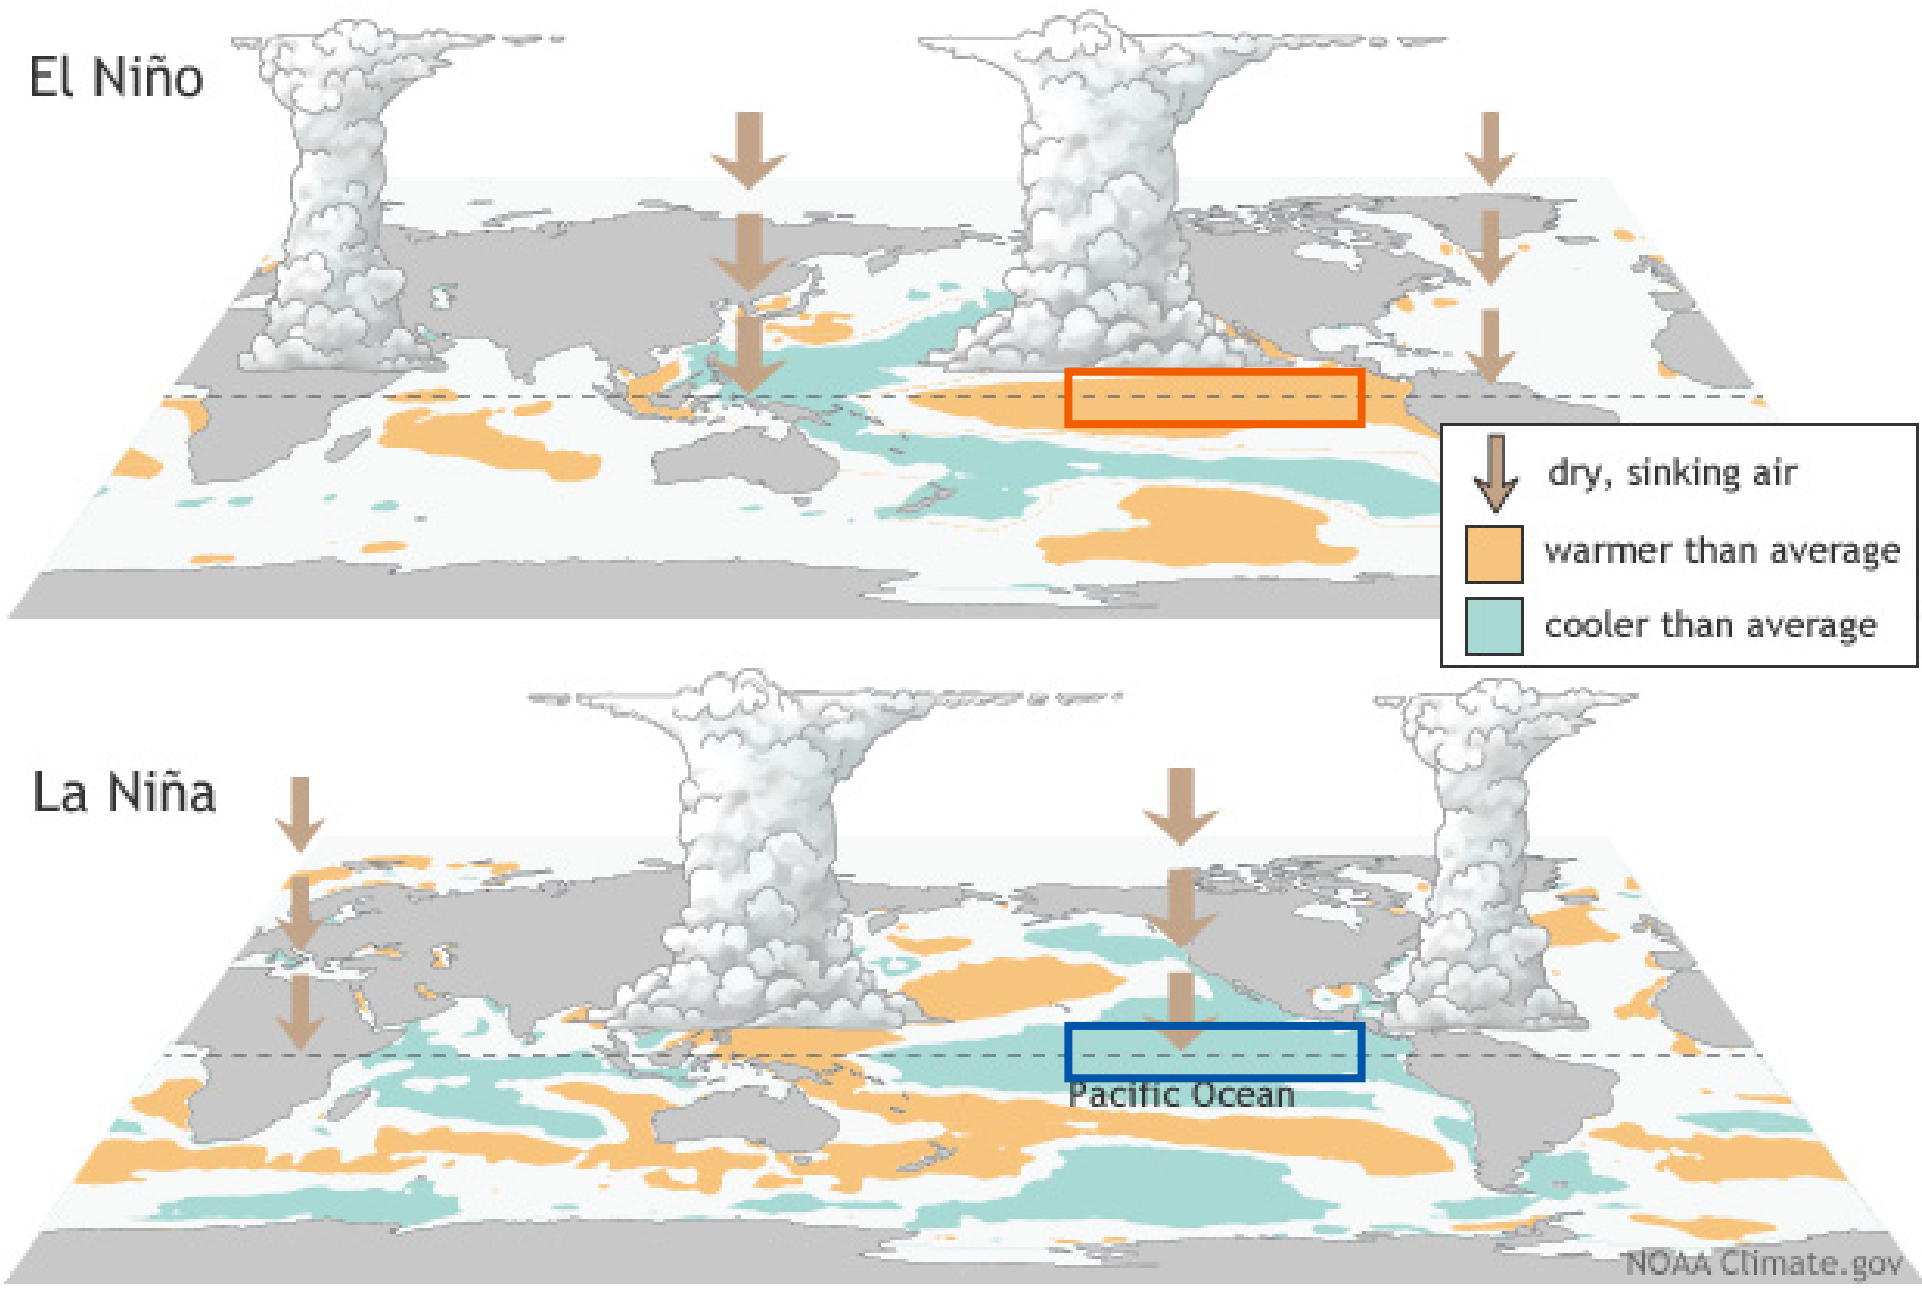 El Niño
dry, sinking air
warmer than average
cooler than average
La Niña
Pacific Ocean
NOAA Climate.gov